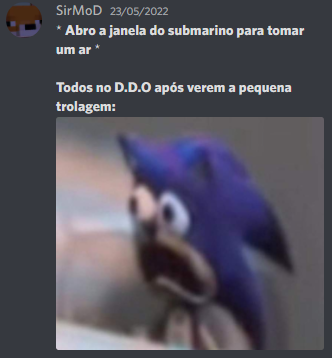 SirMoD 23/05/2022
* Abro a janela do submarino para tomar
um ar *
Todos no D.D.O após verem a pequena
trolagem: